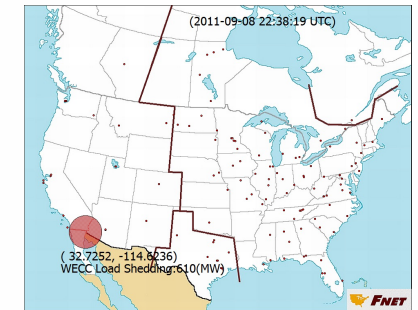 (2011-09-08 22:38:19 UTC)
( 32.7252, -114.6236)
WECC Load Shedding:610(MW)
FNET